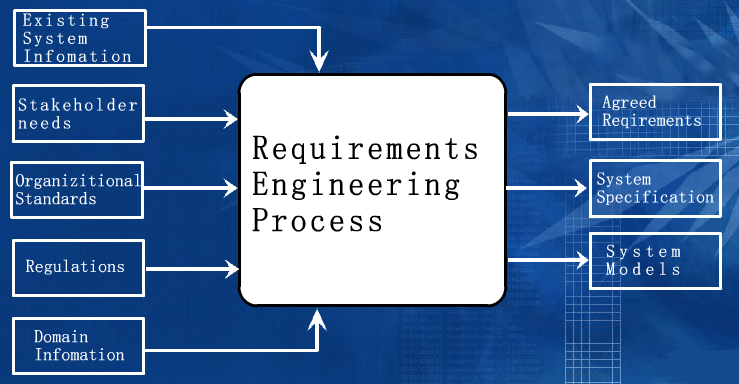 Existing
System
Infomation
Stakeholder
needs
Organizitional
Standards
Regulations
Domain
Infomation
Requirements
Engineering
Process
Agreed
Reqirements
System
Specification
System
Models